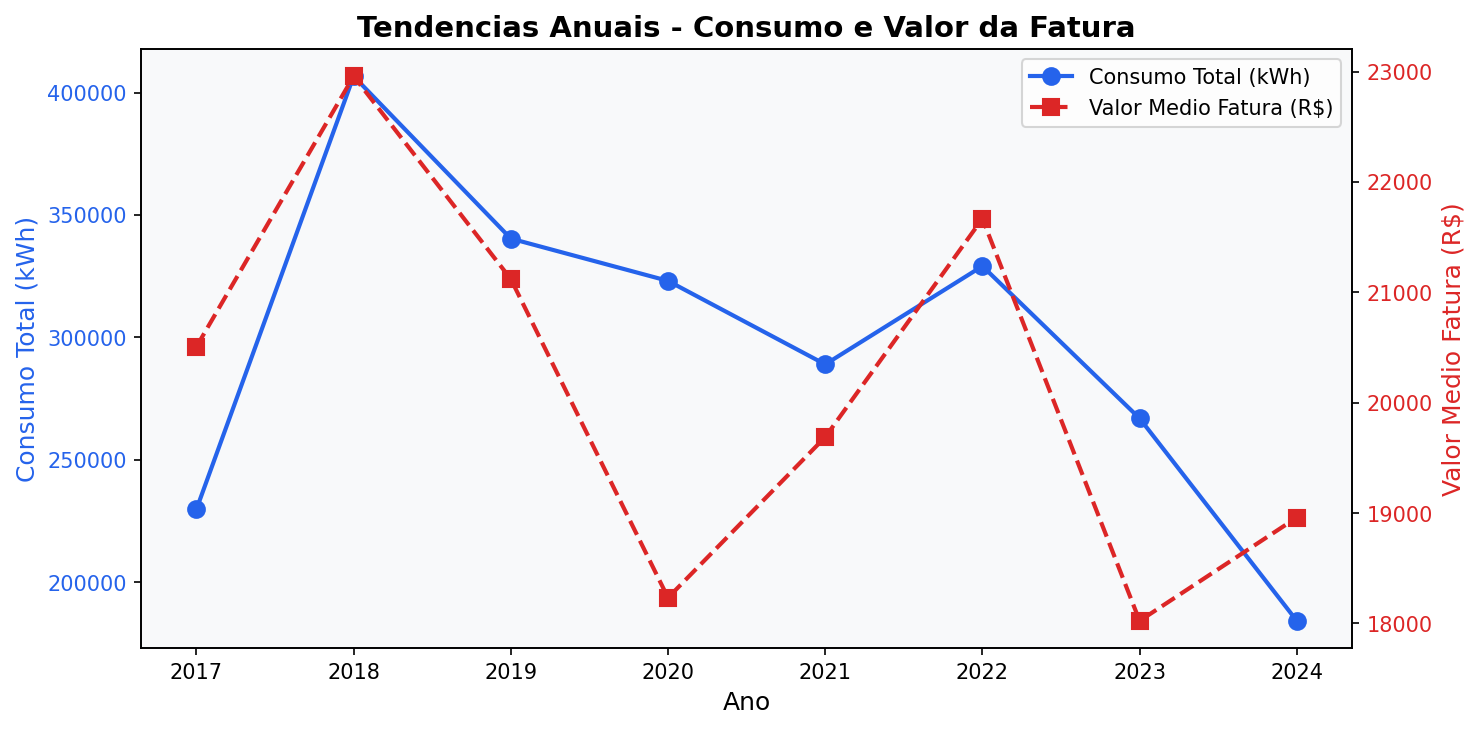 Tendencias Anuais - Consumo e Valor da Fatura
Consumo Total (kWh)
Valor Medio Fatura (R$)
400000
350000
300000
250000
200000
Consumo Total (kWh)
23000
22000
21000
20000
19000
18000
Valor Medio Fatura (R$)
2017 2018 2019 2020 2021 2022 2023 2024
Ano